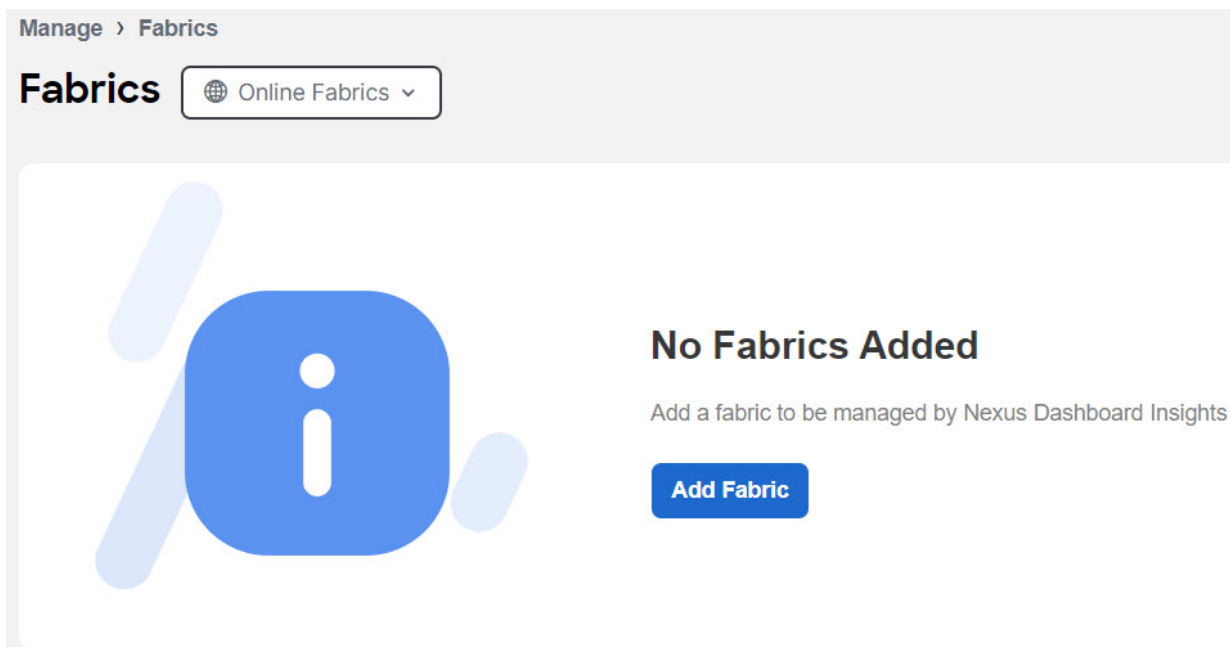 Manage › Fabrics
Fabrics
Online Fabrics
No Fabrics Added
Add a fabric to be managed by Nexus Dashboard Insights
Add Fabric